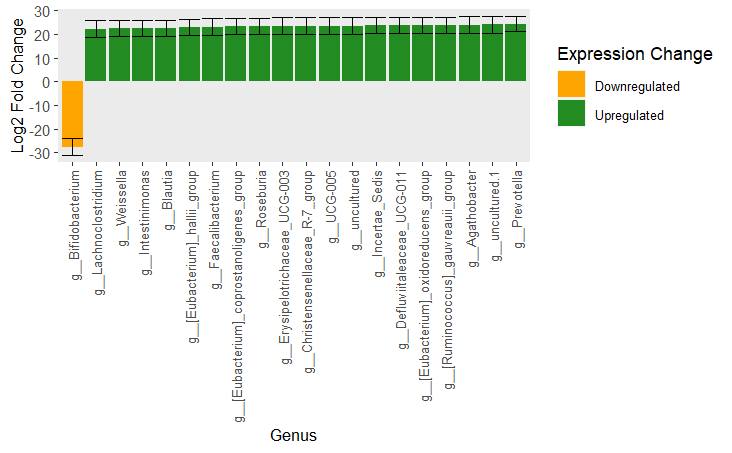 Log2 Fold Change
30
20
10
0
-10
-20
-30
g__Bifidobacterium
g__Lachnoclostridium
g__Weissella
g__Intestinimonas
g__Blautia
g__[Eubacterium]_hallii_group
g__Faecalibacterium
g__[Eubacterium]_coprostanoligenes_group
g__Roseburia
g__Erysipelotrichaceae_UCG-003
g__Christensenellaceae_R-7_group
g__UCG-005
g__uncultured
g__Incertae_Sedis
g__Defluviitaleaceae_UCG-011
g__[Eubacterium]_oxidoreducens_group
g__[Ruminococcus]_gauvreauii_group
g__Agathobacter
g__uncultured.1
g__Prevotella
Genus
Expression Change
Downregulated
Upregulated